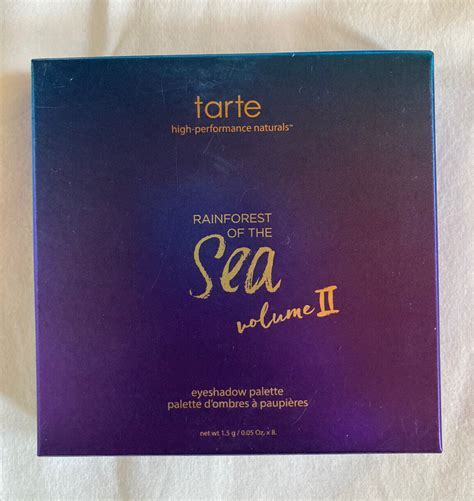 tarte
high-performance naturals™
RAINFOREST
OF THE
Sea
volume II
eyeshadow palette
palette d'ombres à paupières
net wt 1.5 g / 0.05 Oz. x 8.